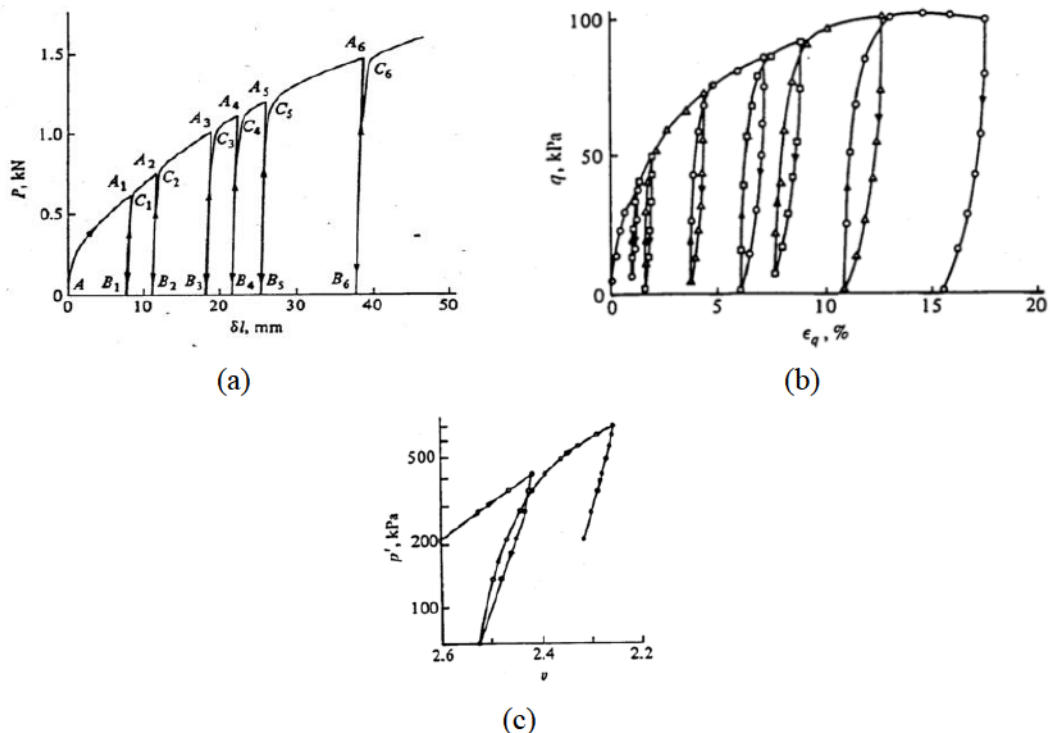 1.5
1.0
0.5
0
P, kN
A
A₁
A₂
A₃
A₄
A₅
A₆
C₁
C₂
C₃
C₄
C₅
C₆
B₁
B₂
B₃
B₄
B₅
B₆
0 10 20 30 40 50
δl, mm
(a)
100
50
0
q, kPa
0 5 10 15 20
ϵq, %
(b)
500
200
100
p', kPa
2.6 2.4 2.2
v
(c)